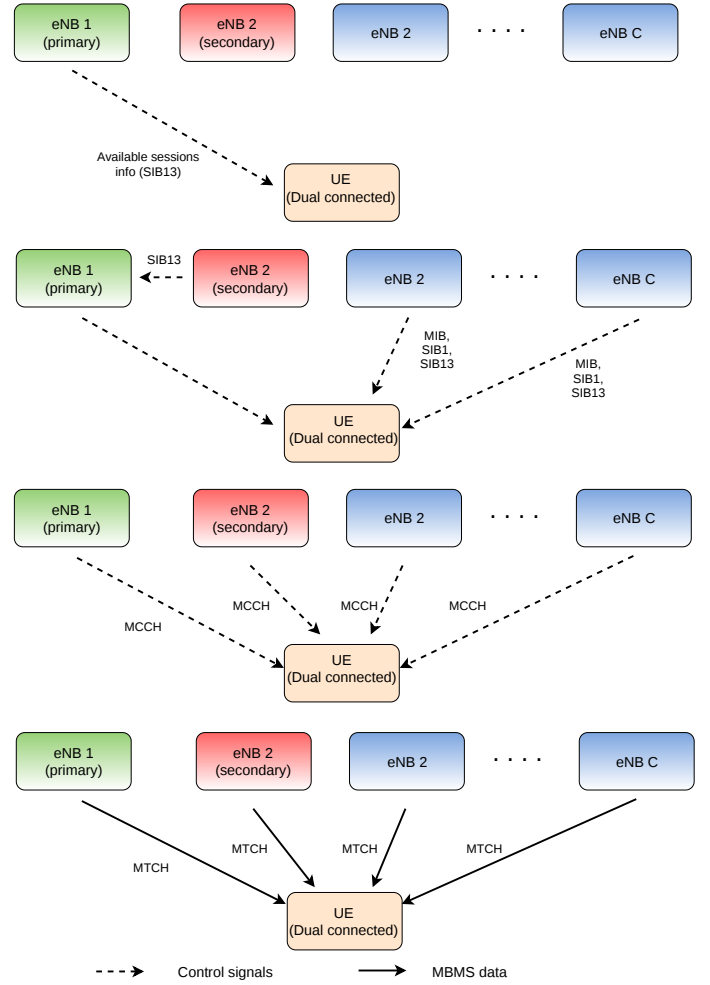 eNB 1
(primary)
eNB 2
(secondary)
eNB 2
. . . .
eNB C
Available sessions
info (SIB13)
UE
(Dual connected)
eNB 1
(primary)
SIB13
eNB 2
(secondary)
eNB 2
. . . .
eNB C
MIB,
SIB1,
SIB13
MIB,
SIB1,
SIB13
UE
(Dual connected)
eNB 1
(primary)
eNB 2
(secondary)
eNB 2
. . . .
eNB C
MCCH
MCCH
MCCH
MCCH
UE
(Dual connected)
eNB 1
(primary)
eNB 2
(secondary)
eNB 2
. . . .
eNB C
MTCH
MTCH
MTCH
MTCH
UE
(Dual connected)
Control signals
MBMS data